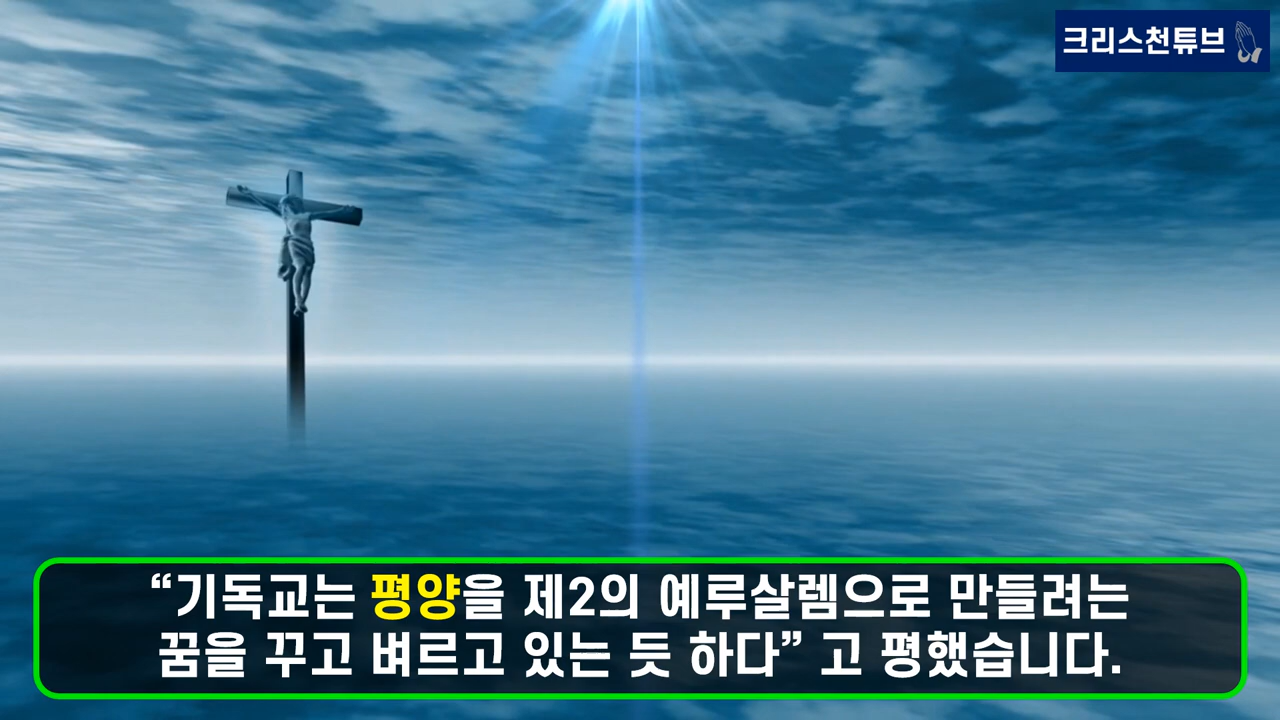 크리스천튜브
“기독교는 평양을 제2의 예루살렘으로 만들려는
꿈을 꾸고 벼르고 있는 듯 하다” 고 평했습니다.